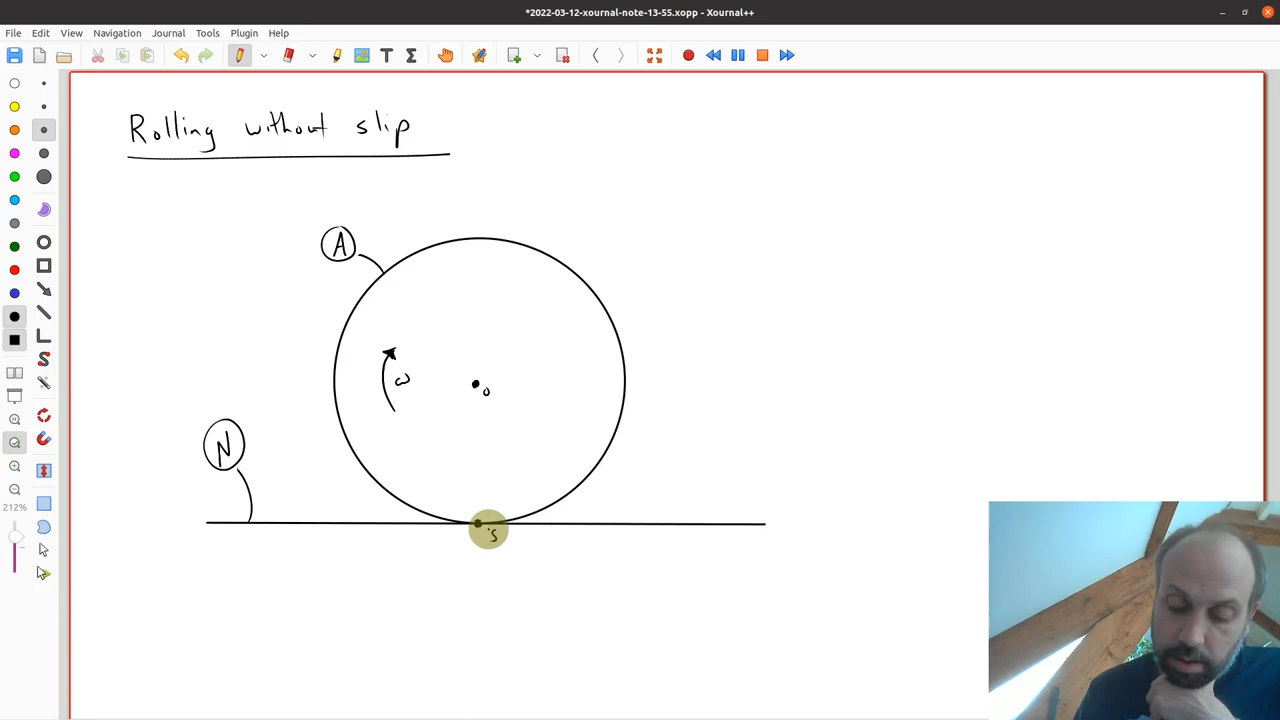 *2022-03-12-xournal-note-13-55.xopp - Xournal++
File Edit View Navigation Journal Tools Plugin Help
Rolling without slip
A
ω
o
N
s
212%